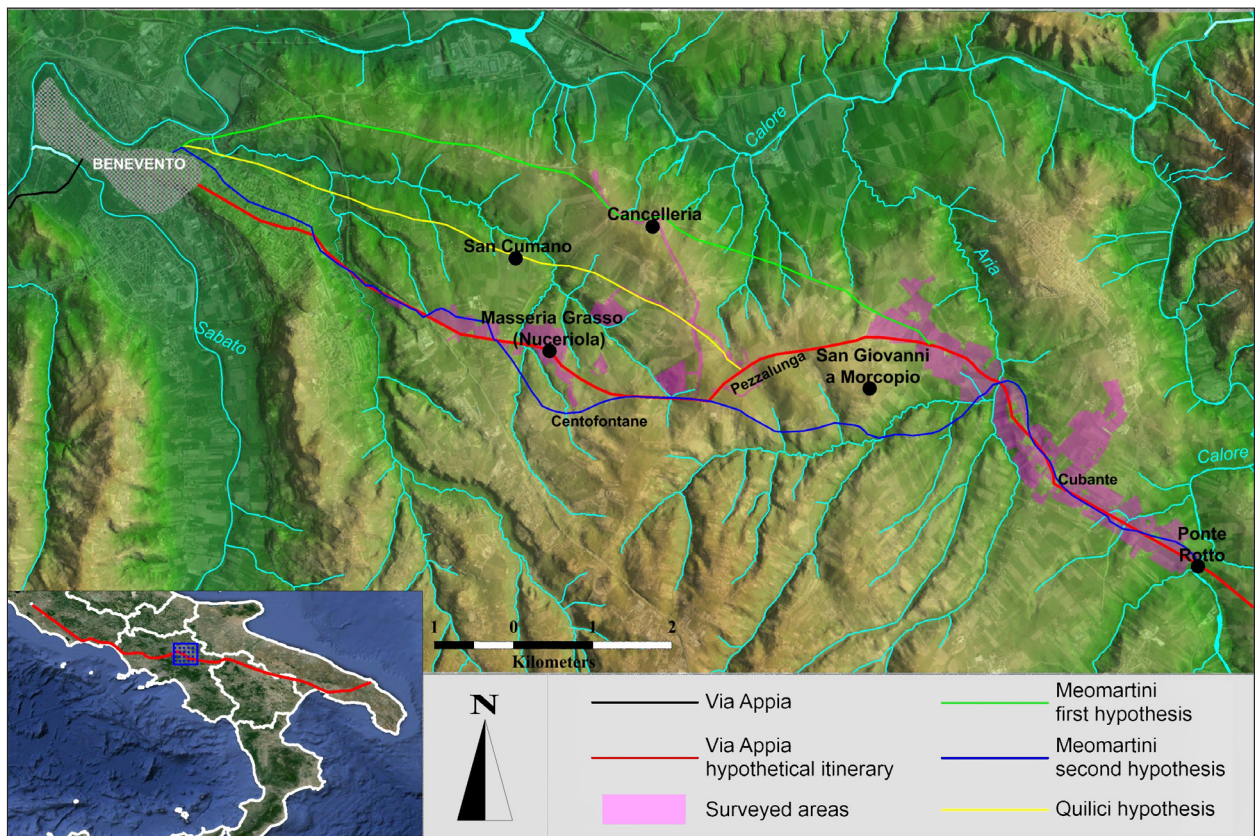 BENEVENTO
Calore
Cancelleria
San Cumano
Aria
Sabato
Masseria Grasso
(Nuceriola)
Pezzalunga
San Giovanni
a Morcopio
Centofontane
Calore
Cubante
Ponte
Rotto
1 0 1 2
Kilometers
N
Via Appia
Via Appia
hypothetical itinerary
Surveyed areas
Meomartini
first hypothesis
Meomartini
second hypothesis
Quilici hypothesis